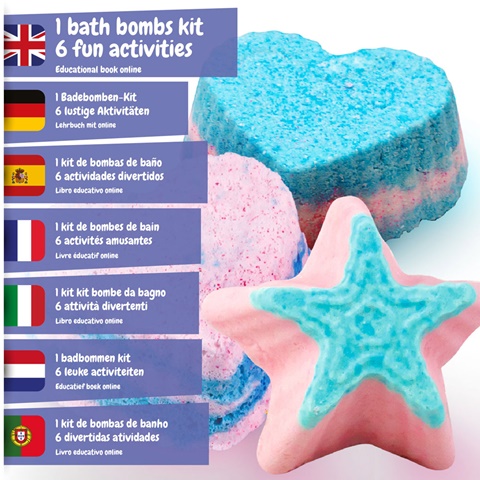 1 bath bombs kit
6 fun activities
Educational book online
1 Badebomben-Kit
6 lustige Aktivitäten
Lehrbuch mit online
1 kit de bombas de baño
6 actividades divertidos
Libro educativo online
1 kit de bombes de bain
6 activités amusantes
Livre éducatif online
1 kit kit bombe da bagno
6 attività divertenti
Libro educativo online
1 badbommen kit
6 leuke activiteiten
Educatief book online
1 kit de bombas de banho
6 divertidas atividades
Livro educativo online